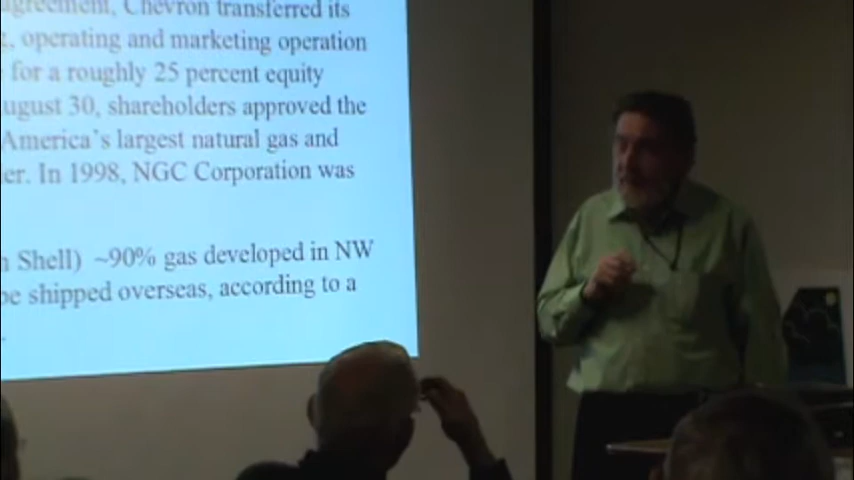 agreement, Chevron transferred its
, operating and marketing operation
for a roughly 25 percent equity
ugust 30, shareholders approved the
America's largest natural gas and
er. In 1998, NGC Corporation was
n Shell) ~90% gas developed in NW
be shipped overseas, according to a
.